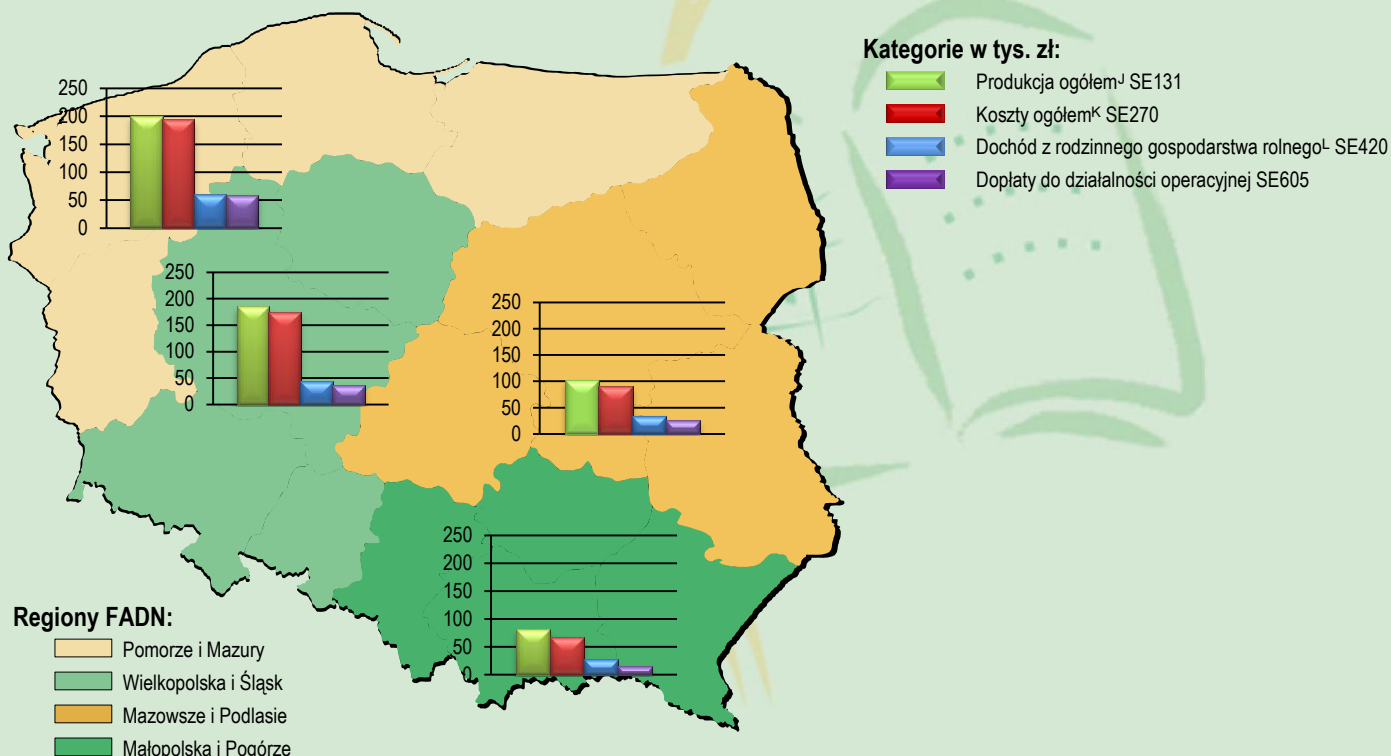 Kategorie w tys. zł:
Produkcja ogółemᴶ SE131
Koszty ogółemᴷ SE270
Dochód z rodzinnego gospodarstwa rolnegoᴸ SE420
Dopłaty do działalności operacyjnej SE605
250
200
150
100
50
0
250
200
150
100
50
0
250
200
150
100
50
0
250
200
150
100
50
0
Regiony FADN:
Pomorze i Mazury
Wielkopolska i Śląsk
Mazowsze i Podlasie
Małopolska i Pogórze